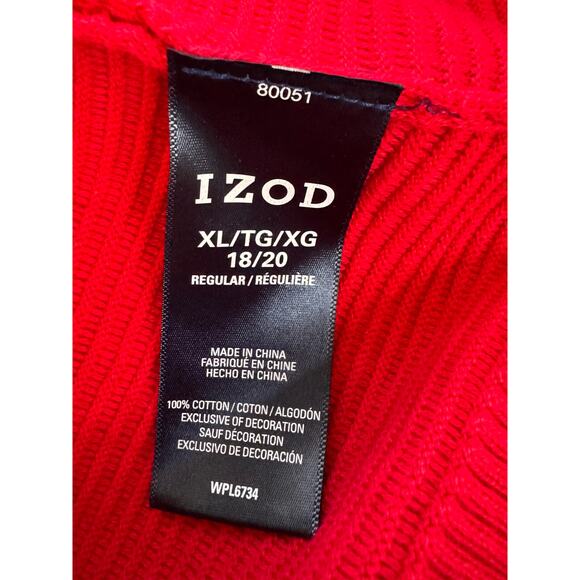 80051
IZOD
XL/TG/XG
18/20
REGULAR / RÉGULIÈRE
MADE IN CHINA
FABRIQUÉ EN CHINE
HECHO EN CHINA
100% COTTON / COTON / ALGODÓN
EXCLUSIVE OF DECORATION
SAUF DÉCORATION
EXCLUSIVO DE DECORACIÓN
WPL6734